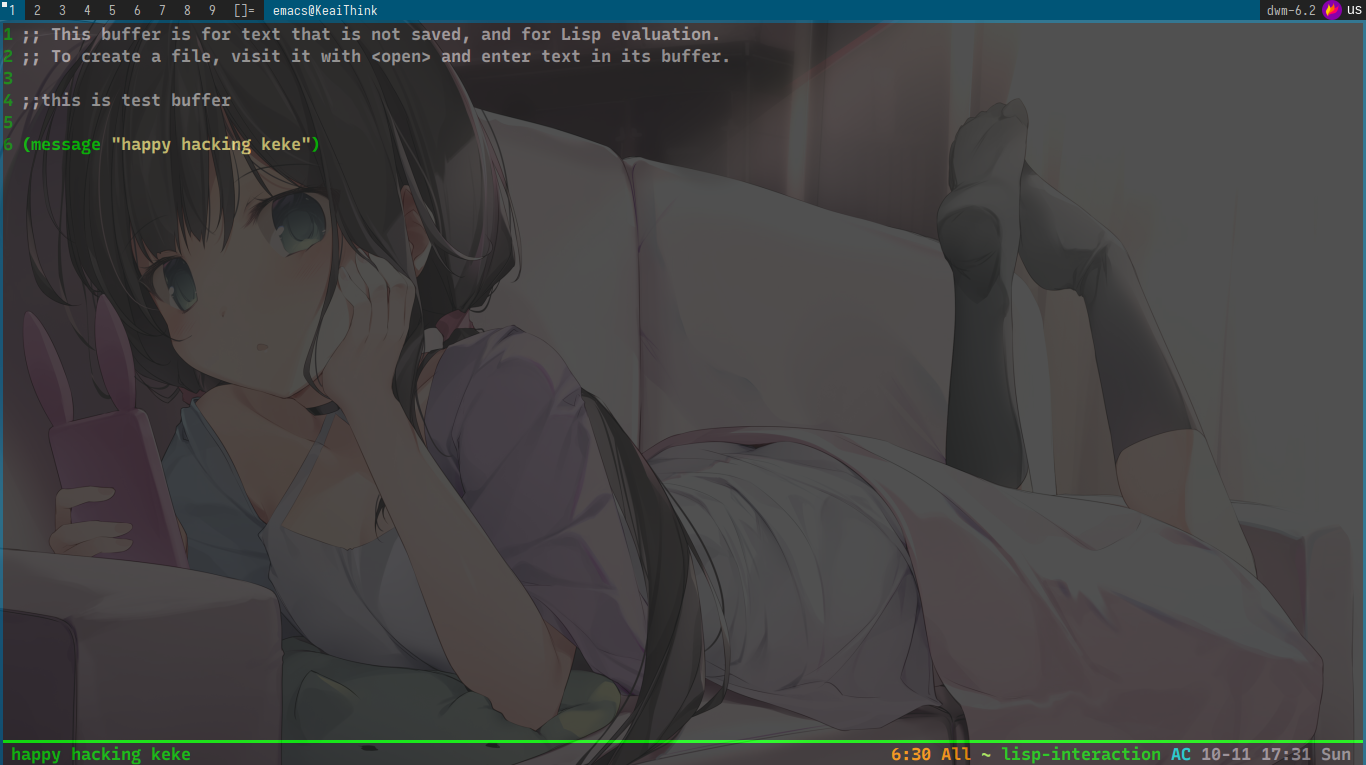 1 2 3 4 5 6 7 8 9 []= emacs@KeaiThink dwm-6.2 us
1 ;; This buffer is for text that is not saved, and for Lisp evaluation.
2 ;; To create a file, visit it with <open> and enter text in its buffer.
3
4 ;;this is test buffer
5
6 (message "happy hacking keke")
happy hacking keke 6:30 All ~ lisp-interaction AC 10-11 17:31 Sun